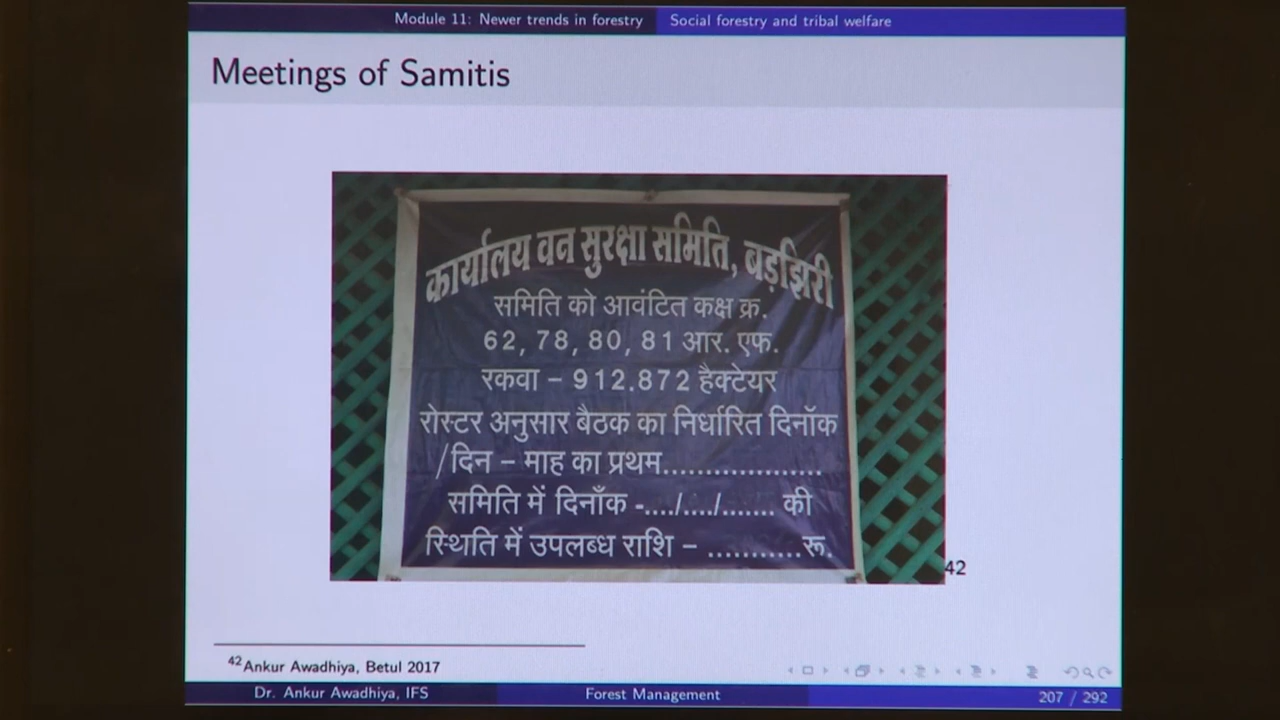 Module 11: Newer trends in forestry Social forestry and tribal welfare
Meetings of Samitis
कार्यालय वन सुरक्षा समिति, बड़झिरी
समिति को आवंटित कक्ष क्र.
62, 78, 80, 81 आर. एफ.
रकवा – 912.872 हैक्टेयर
रोस्टर अनुसार बैठक का निर्धारित दिनॉक
/दिन – माह का प्रथम...................
समिति में दिनाँक -..../..../....... की
स्थिति में उपलब्ध राशि – ...........रू.
42
42 Ankur Awadhiya, Betul 2017
Dr. Ankur Awadhiya, IFS Forest Management 207 / 292